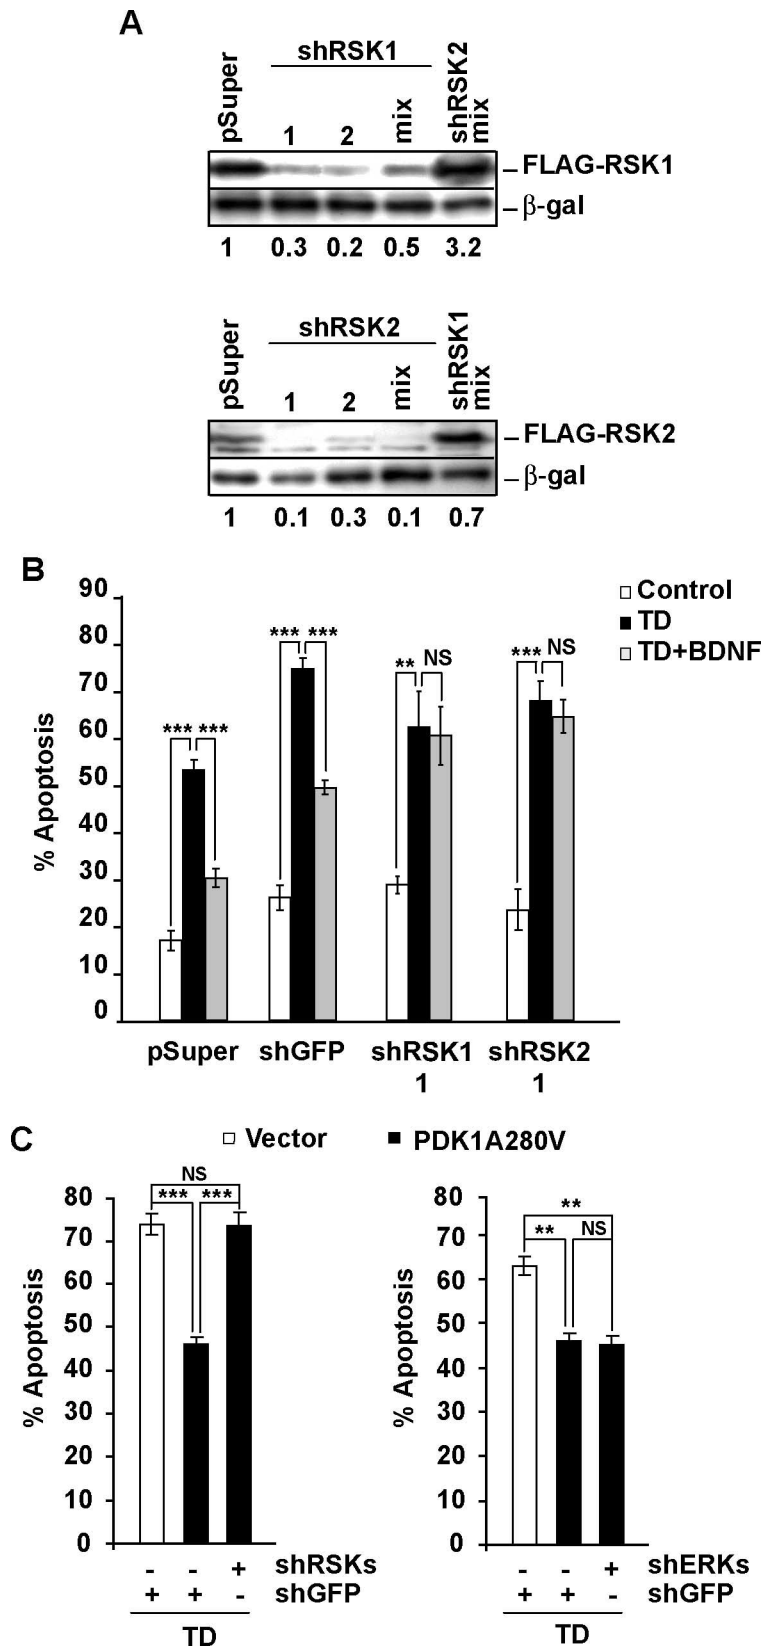 A
pSuper
shRSK1
1 2 mix
shRSK2 mix
FLAG-RSK1
β-gal
1 0.3 0.2 0.5 3.2
pSuper
shRSK2
1 2 mix
shRSK1 mix
FLAG-RSK2
β-gal
1 0.1 0.3 0.1 0.7
B
% Apoptosis
90
80
70
60
50
40
30
20
10
0
Control
TD
TD+BDNF
*** ***
*** ***
** NS
*** NS
pSuper shGFP shRSK1 1 shRSK2 1
C
Vector PDK1A280V
% Apoptosis
80
70
60
50
40
30
20
10
0
NS
*** ***
- - + shRSKs
+ + - shGFP
TD
% Apoptosis
80
70
60
50
40
30
20
10
0
**
** NS
- - + shERKs
+ + - shGFP
TD